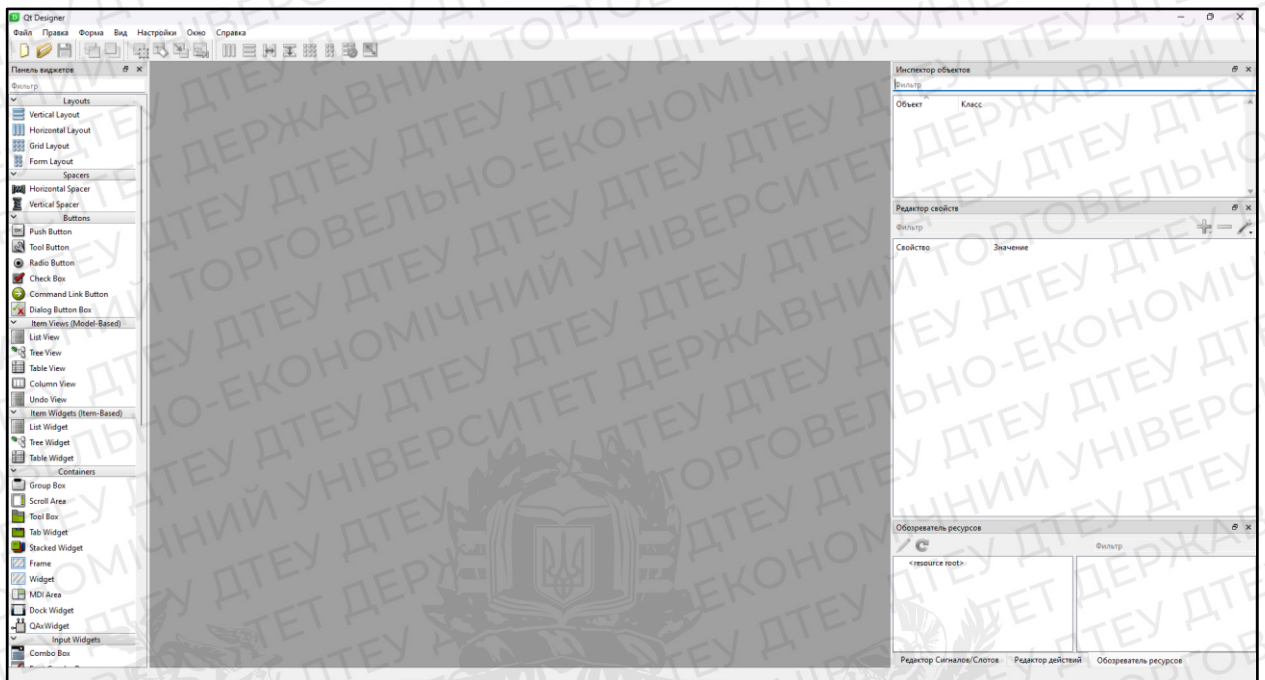 Qt Designer
Файл Правка Форма Вид Настройки Окно Справка
Панель виджетов
Фильтр
Layouts
Vertical Layout
Horizontal Layout
Grid Layout
Form Layout
Spacers
Horizontal Spacer
Vertical Spacer
Buttons
Push Button
Tool Button
Radio Button
Check Box
Command Link Button
Dialog Button Box
Item Views (Model-Based)
List View
Tree View
Table View
Column View
Undo View
Item Widgets (Item-Based)
List Widget
Tree Widget
Table Widget
Containers
Group Box
Scroll Area
Tool Box
Tab Widget
Stacked Widget
Frame
Widget
MDI Area
Dock Widget
QAxWidget
Input Widgets
Combo Box
Инспектор объектов
Фильтр
Объект Класс
Редактор свойств
Фильтр
Свойство Значение
Обозреватель ресурсов
Фильтр
<resource root>
Редактор Сигналов/Слотов Редактор действий Обозреватель ресурсов